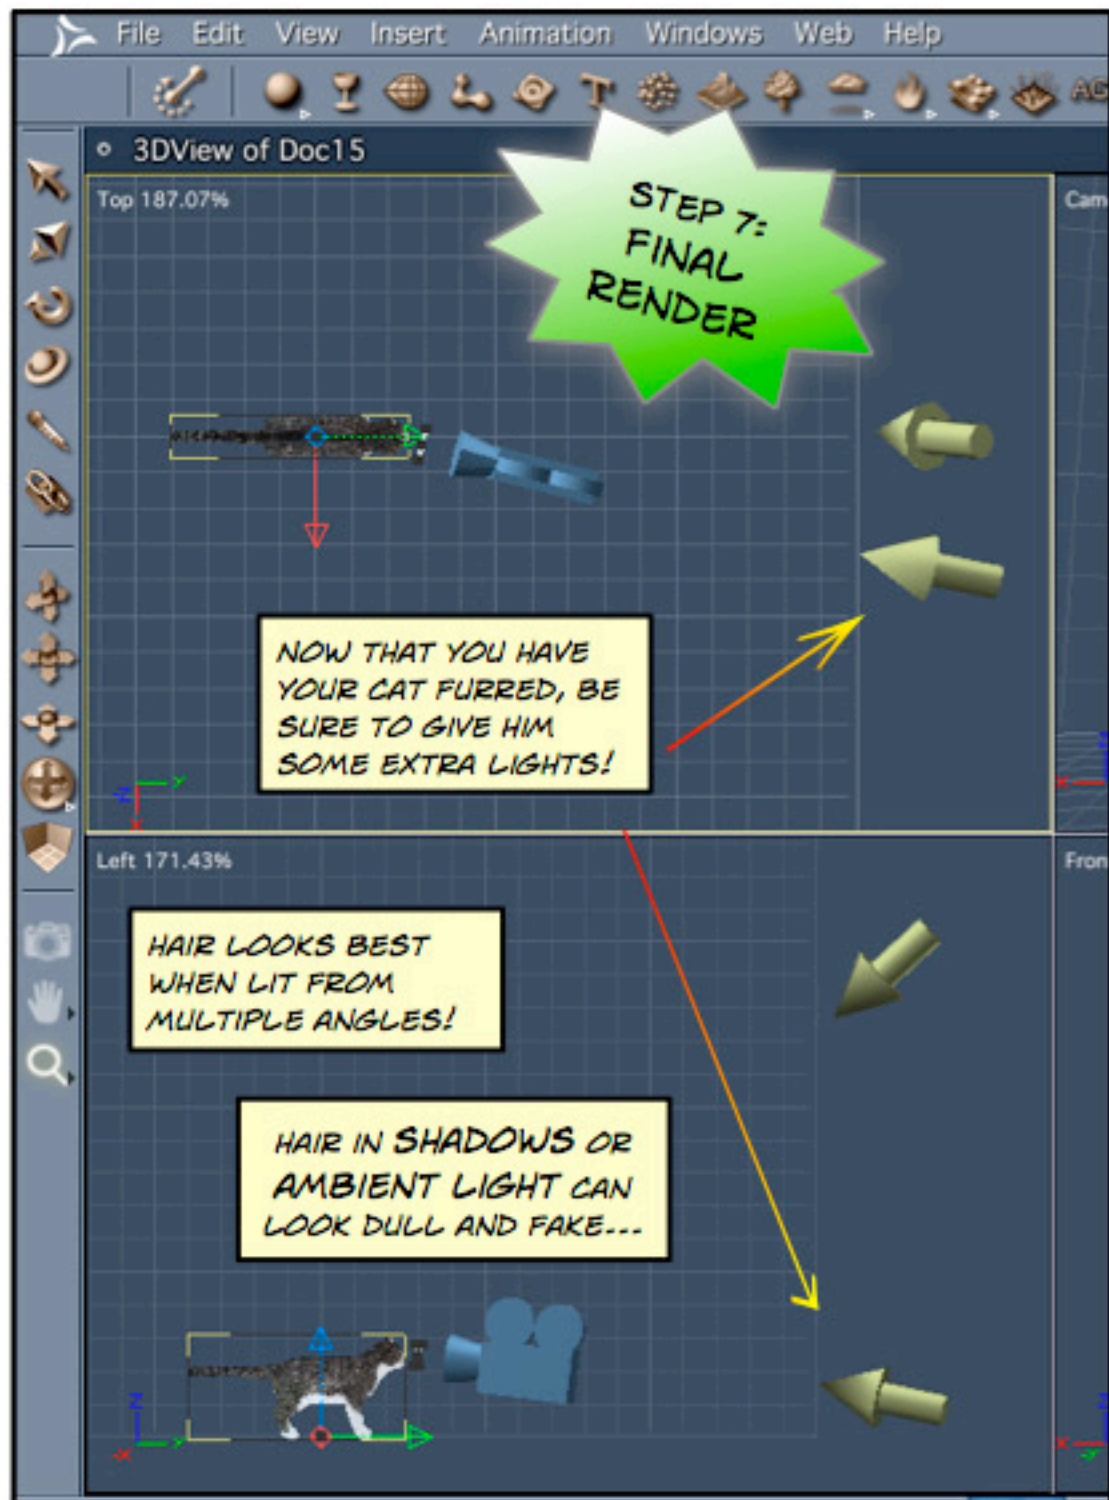 File Edit View Insert Animation Windows Web Help
3DView of Doc15
Top 187.07%
STEP 7:
FINAL
RENDER
NOW THAT YOU HAVE
YOUR CAT FURRED, BE
SURE TO GIVE HIM
SOME EXTRA LIGHTS!
Left 171.43%
HAIR LOOKS BEST
WHEN LIT FROM
MULTIPLE ANGLES!
HAIR IN SHADOWS OR
AMBIENT LIGHT CAN
LOOK DULL AND FAKE---